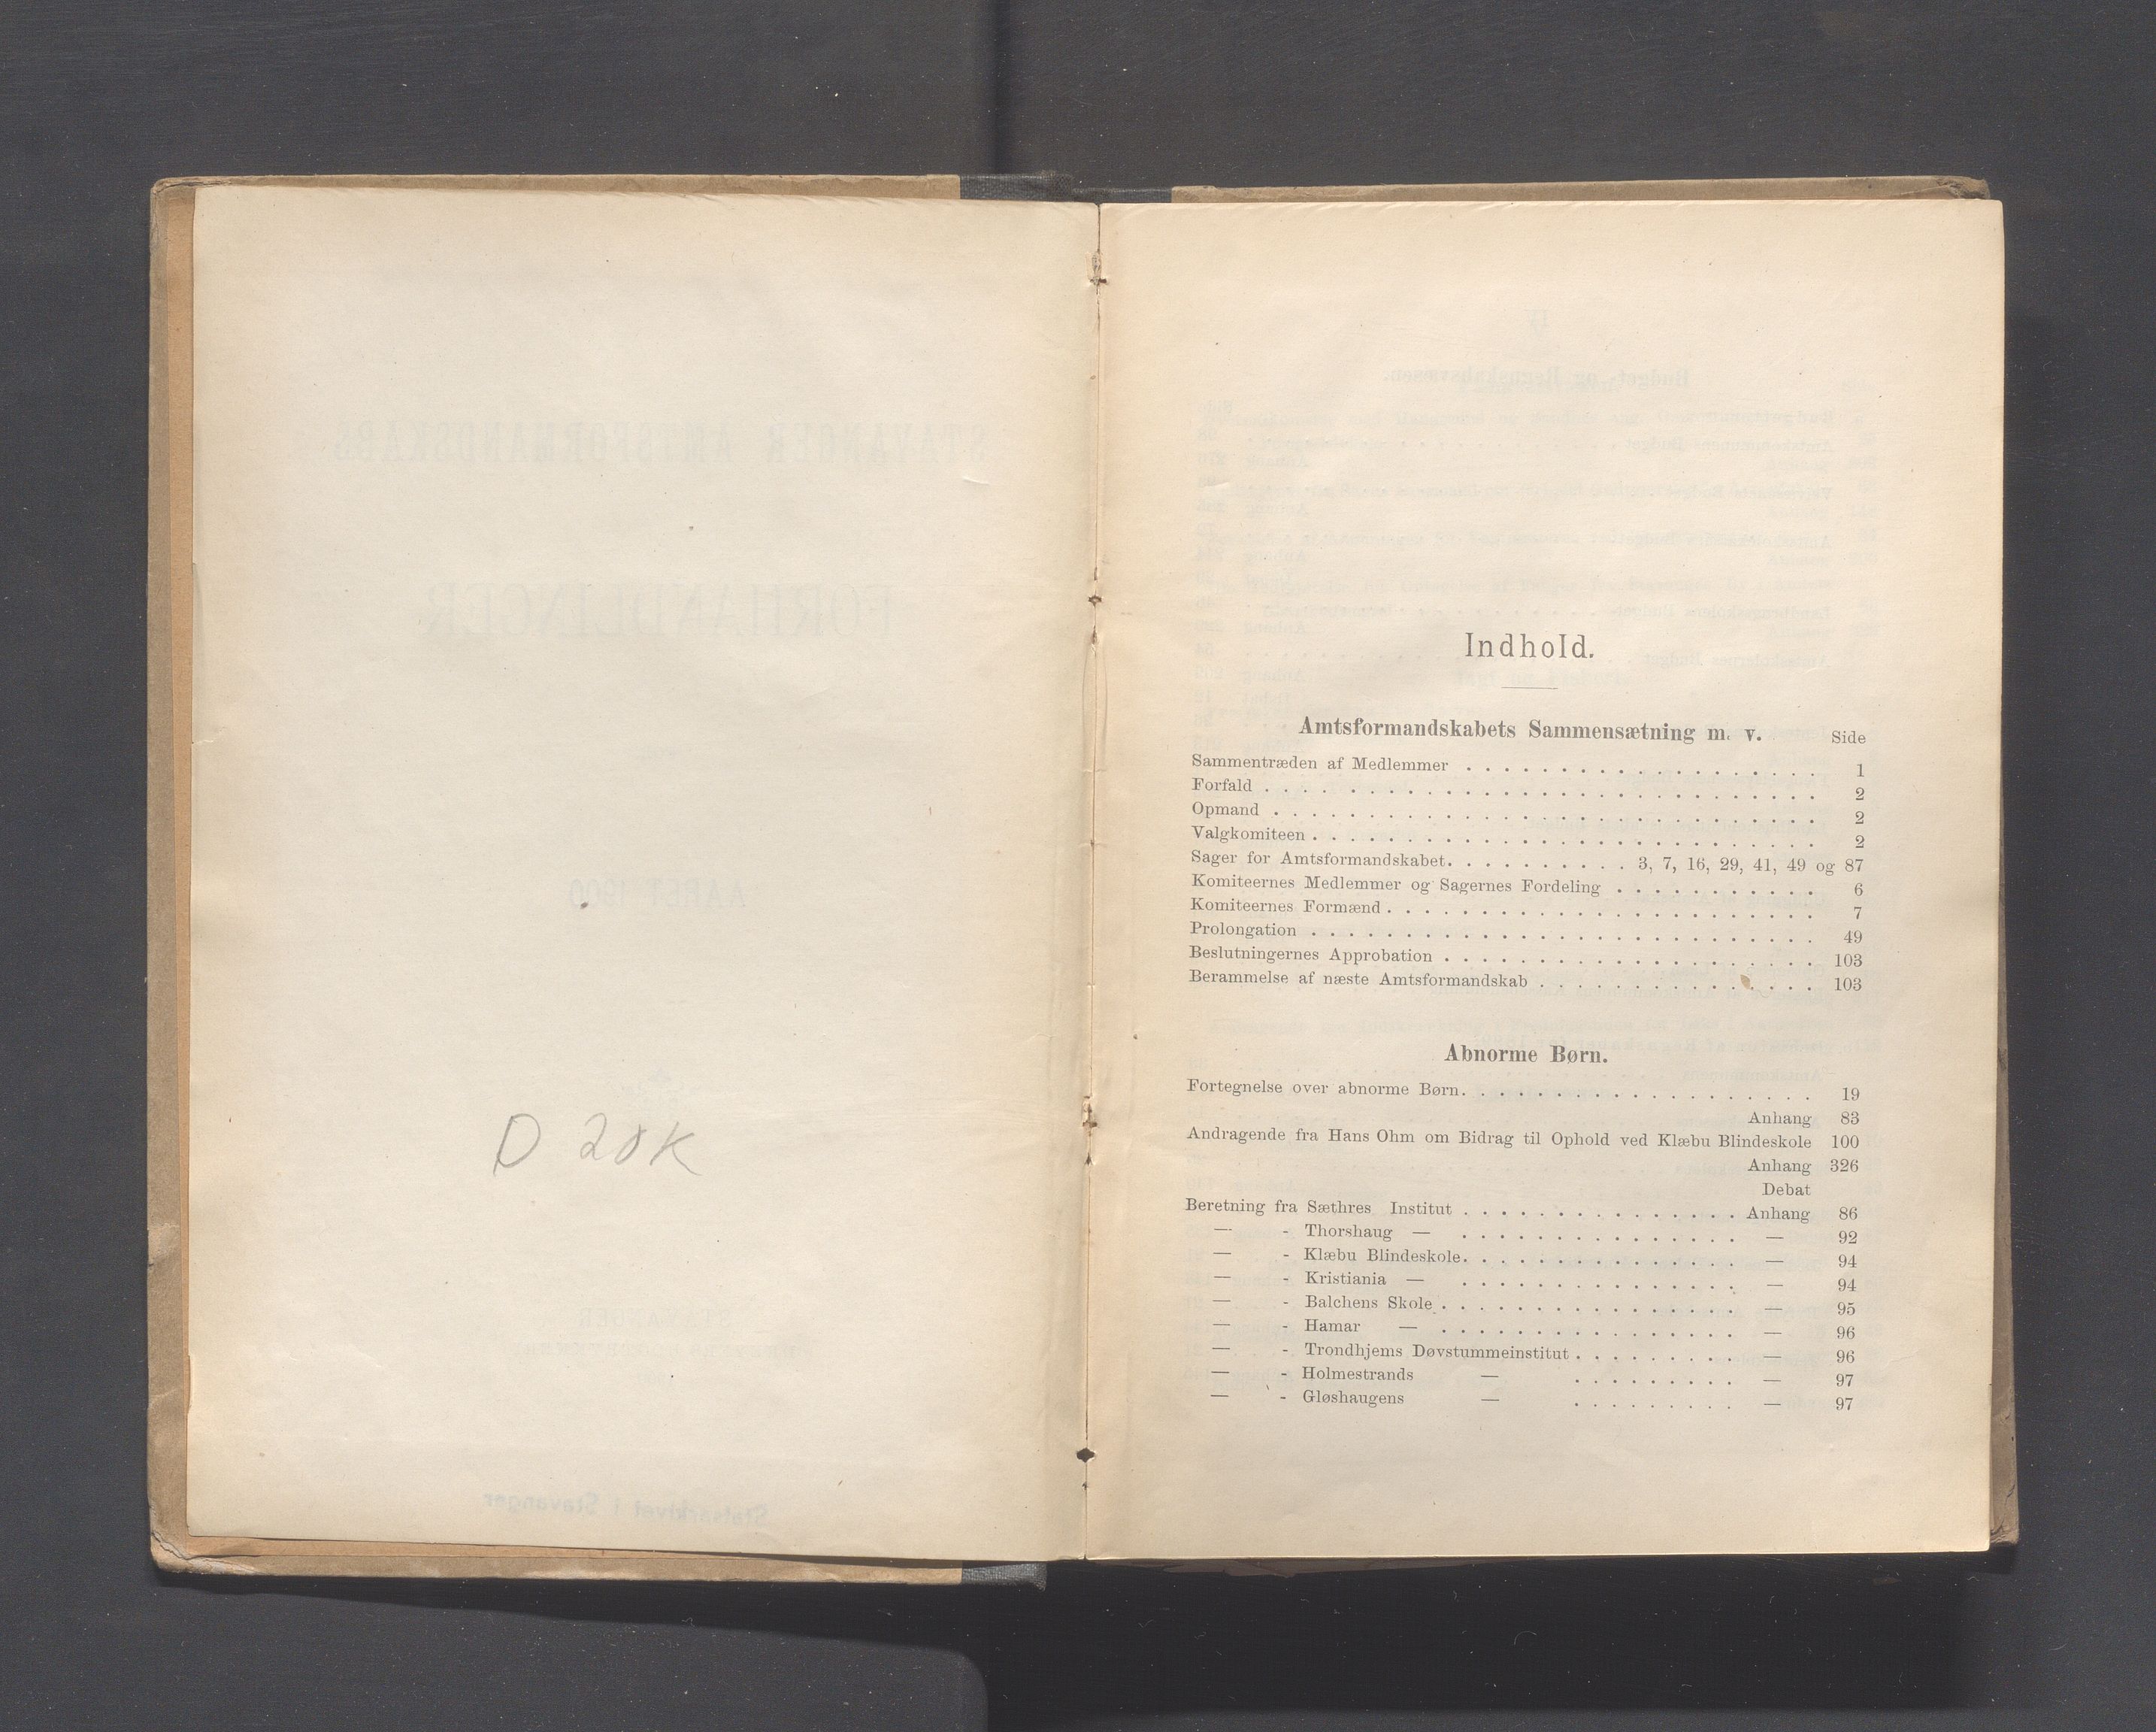 D 20K
Indhold.
Amtsformandskabets Sammensætning m. v. Side
Sammentræden af Medlemmer . . . . . . . . . . . . . . . . . . . 1
Forfald . . . . . . . . . . . . . . . . . . . . . . . . . . . . . 2
Opmand . . . . . . . . . . . . . . . . . . . . . . . . . . . . . 2
Valgkomiteen . . . . . . . . . . . . . . . . . . . . . . . . . . . 2
Sager for Amtsformandskabet. . . . . . . . . . 3, 7, 16, 29, 41, 49 og 87
Komiteernes Medlemmer og Sagernes Fordeling . . . . . . . . . . . 6
Komiteernes Formænd . . . . . . . . . . . . . . . . . . . . . . . 7
Prolongation . . . . . . . . . . . . . . . . . . . . . . . . . . . 49
Beslutningernes Approbation . . . . . . . . . . . . . . . . . . . . 103
Berammelse af næste Amtsformandskab . . . . . . . . . . . . . . . 103
Abnorme Børn.
Fortegnelse over abnorme Børn. . . . . . . . . . . . . . . . . . . 19
Anhang 83
Andragende fra Hans Ohm om Bidrag til Ophold ved Klæbu Blindeskole 100
Anhang 326
Debat
Beretning fra Sæthres Institut . . . . . . . . . . . . . . . Anhang 86
— - Thorshaug — . . . . . . . . . . . . . . . — 92
— - Klæbu Blindeskole. . . . . . . . . . . . . . . — 94
— - Kristiania — . . . . . . . . . . . . . . . — 94
— - Balchens Skole . . . . . . . . . . . . . . . . — 95
— - Hamar — . . . . . . . . . . . . . . . . — 96
— - Trondhjems Døvstummeinstitut . . . . . . . . . — 96
— - Holmestrands — . . . . . . . . . — 97
— - Gløshaugens — . . . . . . . . . — 97